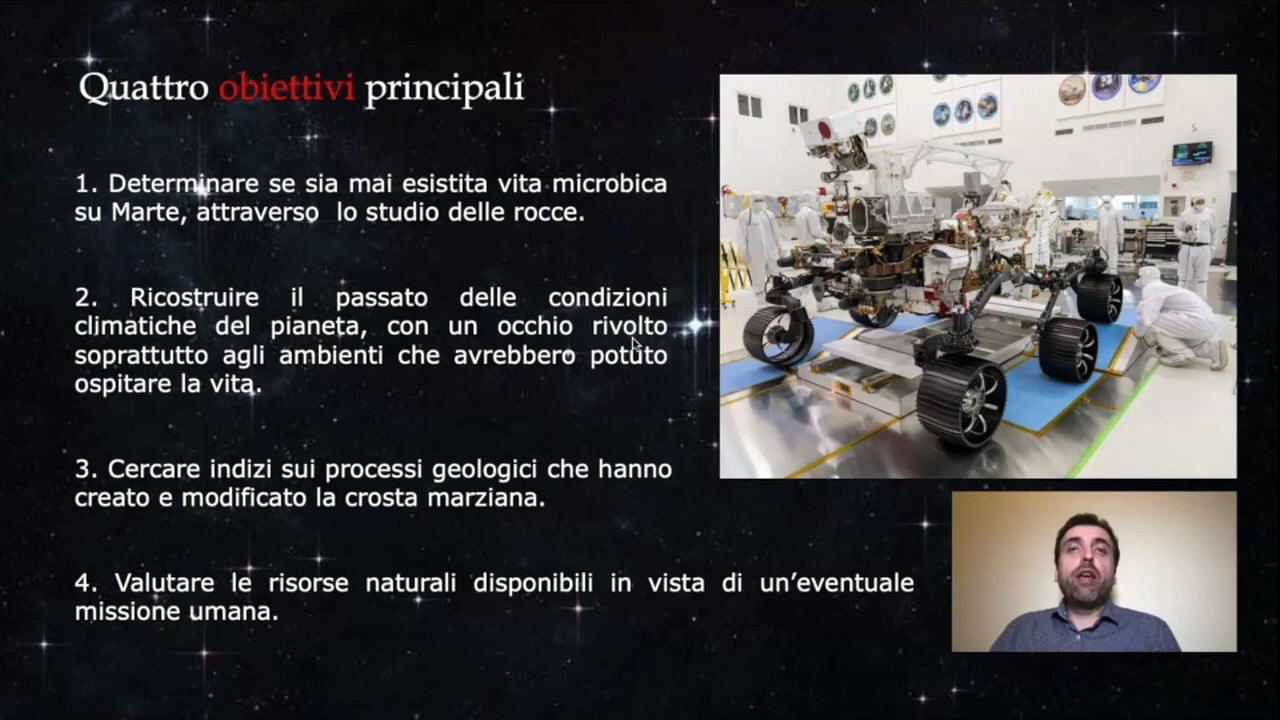 Quattro obiettivi principali
1. Determinare se sia mai esistita vita microbica
su Marte, attraverso lo studio delle rocce.
2. Ricostruire il passato delle condizioni
climatiche del pianeta, con un occhio rivolto
soprattutto agli ambienti che avrebbero potuto
ospitare la vita.
3. Cercare indizi sui processi geologici che hanno
creato e modificato la crosta marziana.
4. Valutare le risorse naturali disponibili in vista di un’eventuale
missione umana.